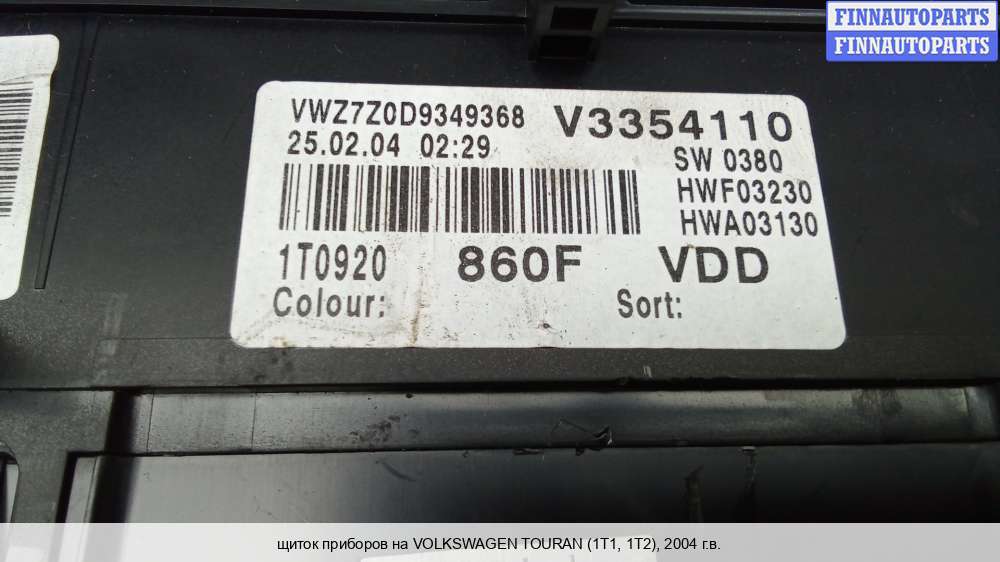 FINNAUTOPARTS
FINNAUTOPARTS
VWZ7Z0D9349368 V3354110
25.02.04 02:29 SW 0380
HWF03230
HWA03130
1T0920 860F VDD
Colour: Sort:
щиток приборов на VOLKSWAGEN TOURAN (1T1, 1T2), 2004 г.в.